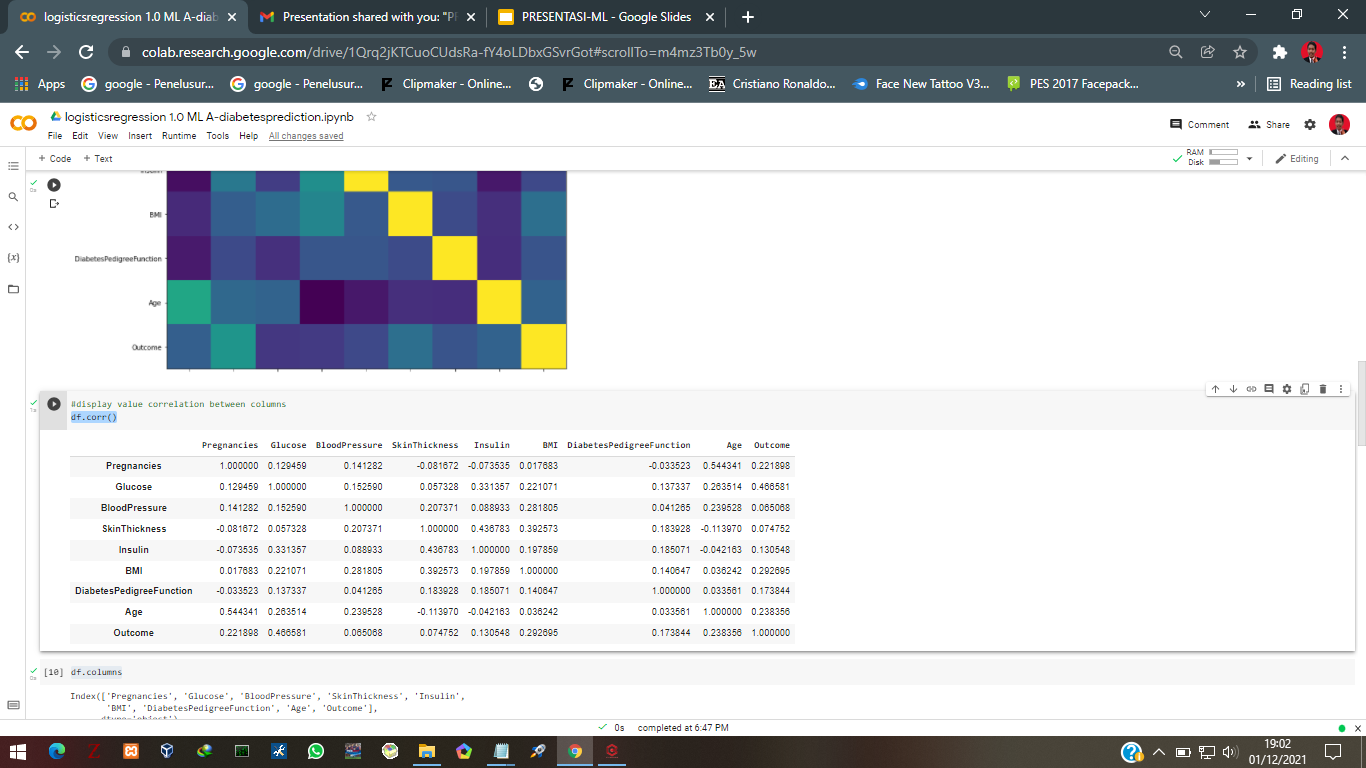 logisticsregression 1.0 ML A-diab
Presentation shared with you: "PR
PRESENTASI-ML - Google Slides
colab.research.google.com/drive/1Qrq2jKTCuoCUdsRa-fY4oLDbxGSvrGot#scrollTo=m4mz3Tb0y_5w
Apps google - Penelusur... google - Penelusur... Clipmaker - Online... Clipmaker - Online... EA Cristiano Ronaldo... Face New Tattoo V3... PES 2017 Facepack... » Reading list
logisticsregression 1.0 ML A-diabetesprediction.ipynb
Comment Share
File Edit View Insert Runtime Tools Help All changes saved
+ Code + Text RAM Disk Editing
Insulin
BMI
DiabetesPedigreeFunction
Age
Outcome
#display value correlation between columns
df.corr()
Pregnancies Glucose BloodPressure SkinThickness Insulin BMI DiabetesPedigreeFunction Age Outcome
Pregnancies 1.000000 0.129459 0.141282 -0.081672 -0.073535 0.017683 -0.033523 0.544341 0.221898
Glucose 0.129459 1.000000 0.152590 0.057328 0.331357 0.221071 0.137337 0.263514 0.466581
BloodPressure 0.141282 0.152590 1.000000 0.207371 0.088933 0.281805 0.041265 0.239528 0.065068
SkinThickness -0.081672 0.057328 0.207371 1.000000 0.436783 0.392573 0.183928 -0.113970 0.074752
Insulin -0.073535 0.331357 0.088933 0.436783 1.000000 0.197859 0.185071 -0.042163 0.130548
BMI 0.017683 0.221071 0.281805 0.392573 0.197859 1.000000 0.140647 0.036242 0.292695
DiabetesPedigreeFunction -0.033523 0.137337 0.041265 0.183928 0.185071 0.140647 1.000000 0.033561 0.173844
Age 0.544341 0.263514 0.239528 -0.113970 -0.042163 0.036242 0.033561 1.000000 0.238356
Outcome 0.221898 0.466581 0.065068 0.074752 0.130548 0.292695 0.173844 0.238356 1.000000
[10] df.columns
Index(['Pregnancies', 'Glucose', 'BloodPressure', 'SkinThickness', 'Insulin',
'BMI', 'DiabetesPedigreeFunction', 'Age', 'Outcome'],
dtype='object')
0s completed at 6:47 PM
19:02
01/12/2021